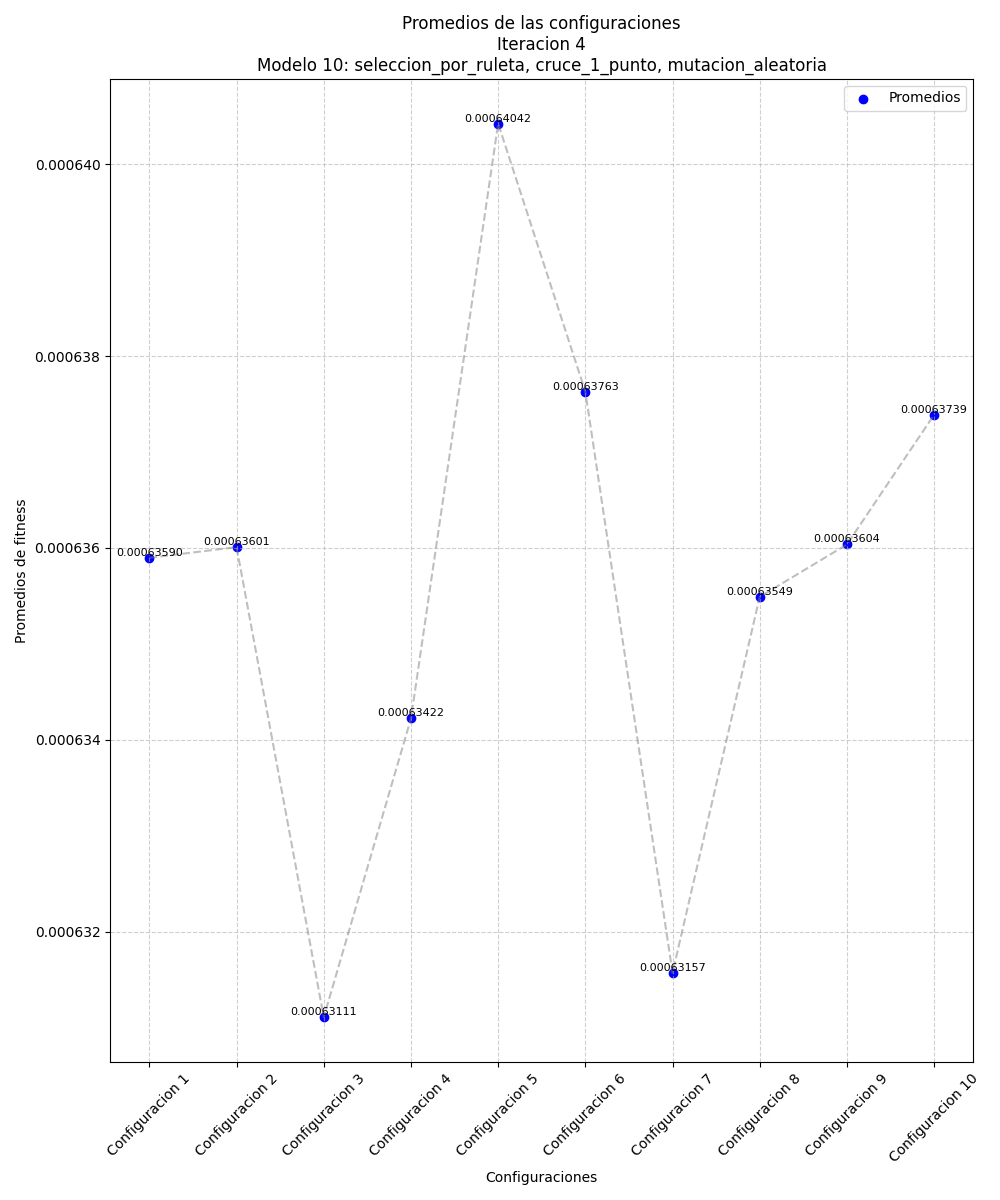 Promedios de las configuraciones
Iteracion 4
Modelo 10: seleccion_por_ruleta, cruce_1_punto, mutacion_aleatoria
Promedios
0.00064042
0.000640
0.000638
0.00063763
0.00063739
0.000636
0.00063590
0.00063601
0.00063604
0.00063549
0.00063422
0.000634
0.000632
0.00063157
0.00063111
Promedios de fitness
Configuracion 1
Configuracion 2
Configuracion 3
Configuracion 4
Configuracion 5
Configuracion 6
Configuracion 7
Configuracion 8
Configuracion 9
Configuracion 10
Configuraciones